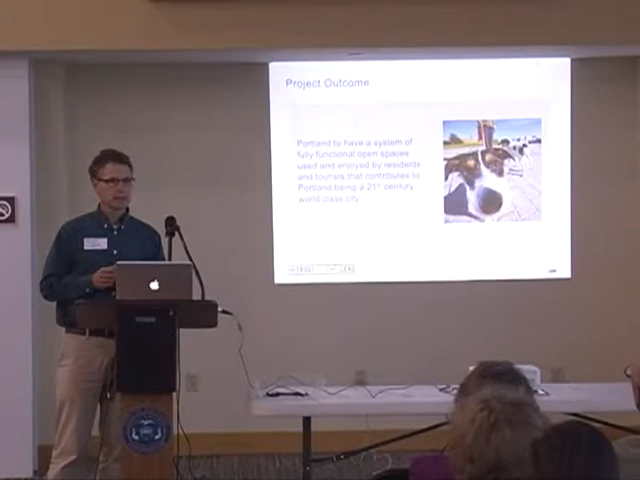 Project Outcome
Portland to have a system of
fully functional open spaces
used and enjoyed by residents
and tourists that contributes to
Portland being a 21st century
world class city.